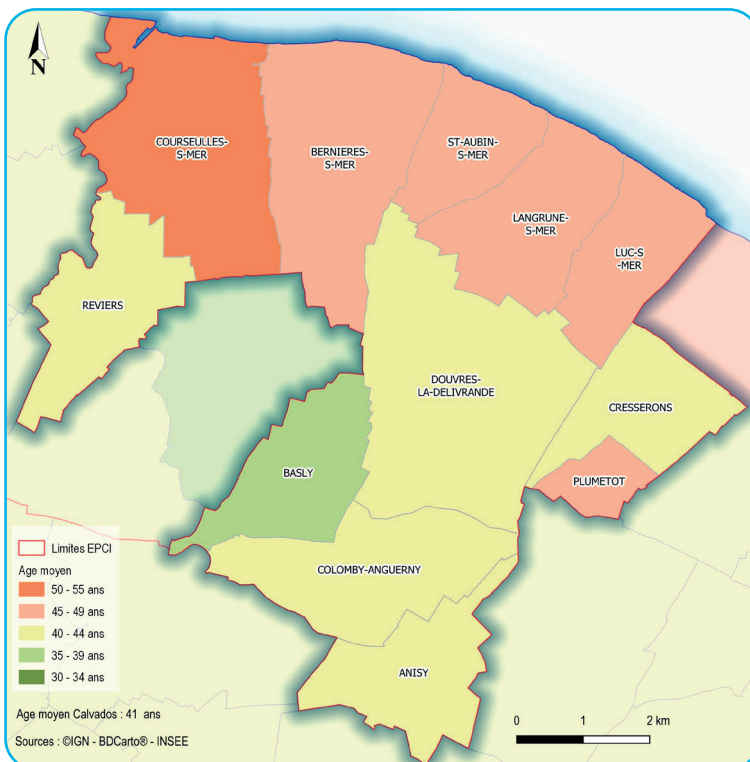 N
COURSEULLES-
S-MER
BERNIERES-
S-MER
ST-AUBIN-
S-MER
LANGRUNE-
S-MER
LUC-S
-MER
REVIERS
DOUVRES-
LA-DELIVRANDE
CRESSERONS
PLUMETOT
BASLY
COLOMBY-ANGUERNY
ANISY
Limites EPCI
Age moyen
50 - 55 ans
45 - 49 ans
40 - 44 ans
35 - 39 ans
30 - 34 ans
Age moyen Calvados : 41 ans
Sources : ©IGN - BDCarto® - INSEE
0 1 2 km